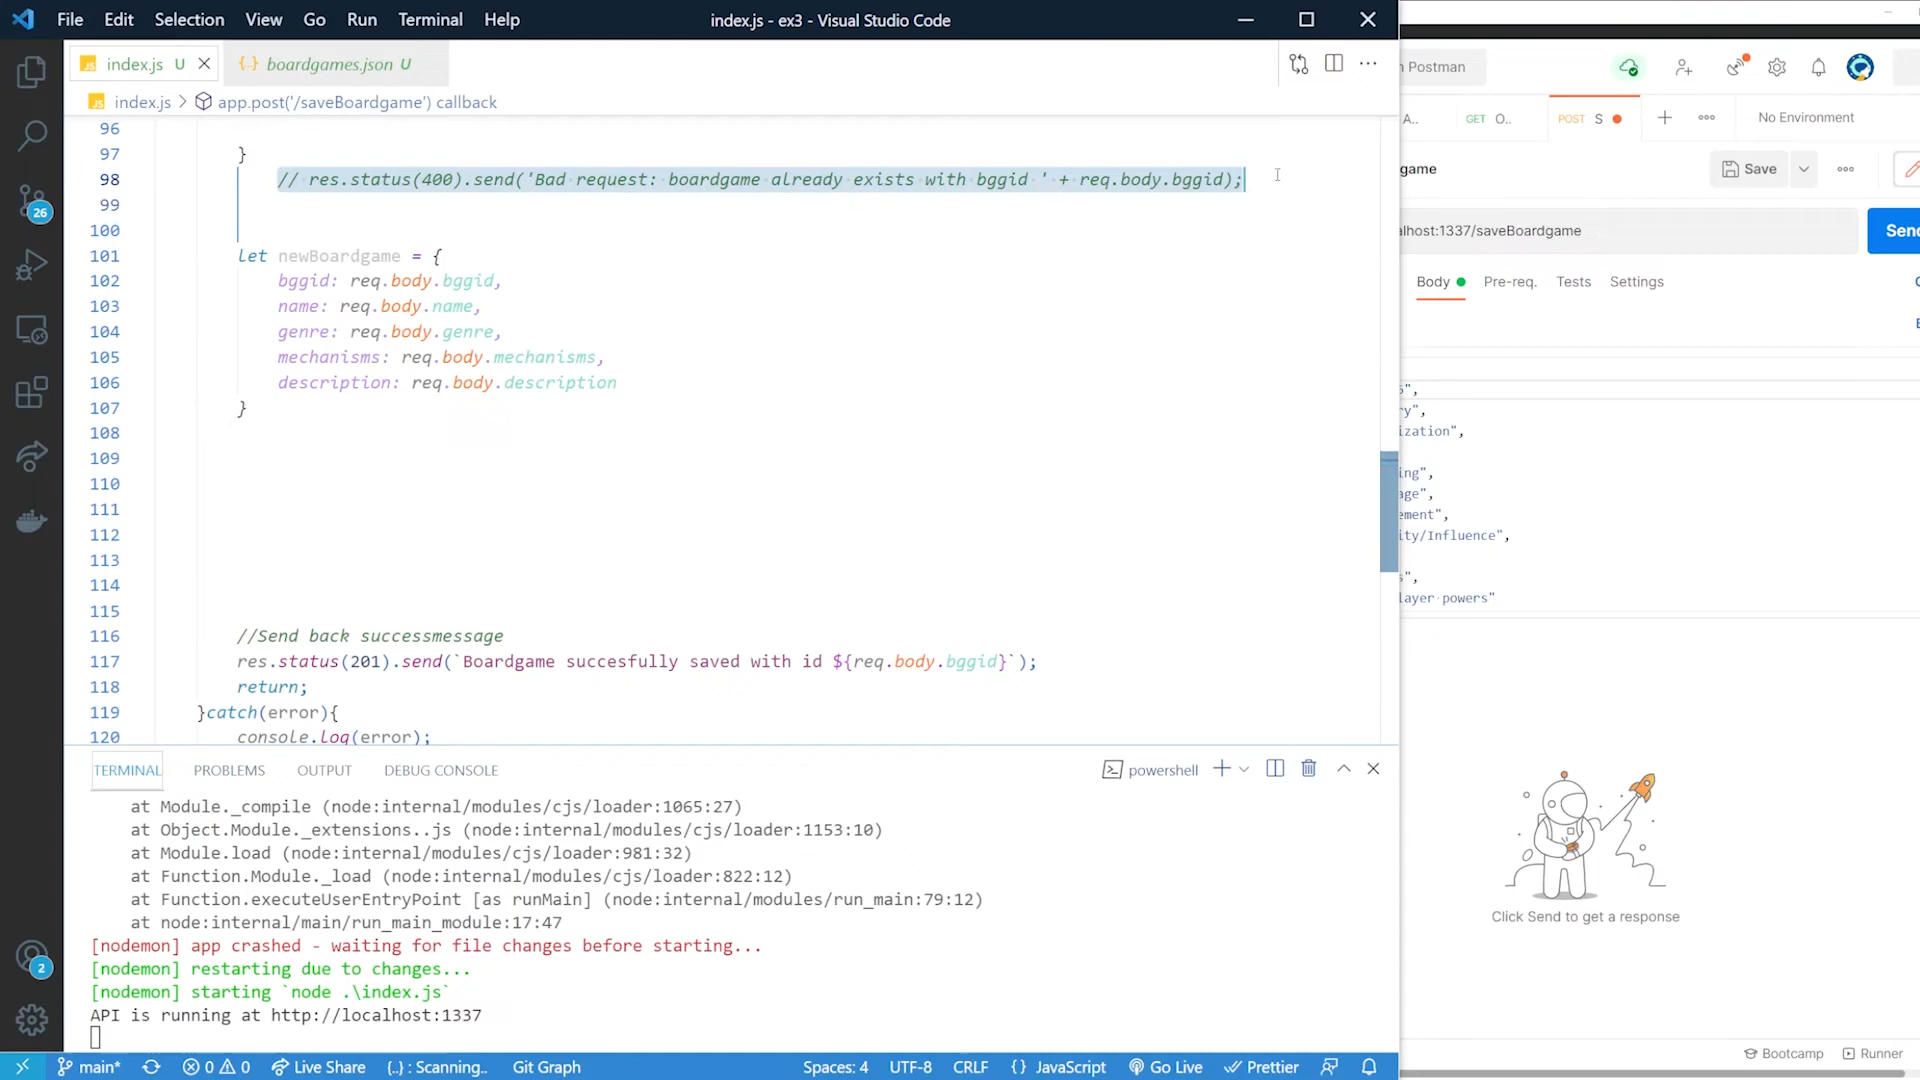 File Edit Selection View Go Run Terminal Help
index.js - ex3 - Visual Studio Code
index.js U
boardgames.json U
index.js > app.post('/saveBoardgame') callback
96
97 }
98 // res.status(400).send('Bad request: boardgame already exists with bggid ' + req.body.bggid);
99
100
101 let newBoardgame = {
102 bggid: req.body.bggid,
103 name: req.body.name,
104 genre: req.body.genre,
105 mechanisms: req.body.mechanisms,
106 description: req.body.description
107 }
108
109
110
111
112
113
114
115
116 //Send back successmessage
117 res.status(201).send(`Boardgame succesfully saved with id ${req.body.bggid}`);
118 return;
119 }catch(error){
120 console.log(error);
26
2
TERMINAL PROBLEMS OUTPUT DEBUG CONSOLE
powershell
at Module._compile (node:internal/modules/cjs/loader:1065:27)
at Object.Module._extensions..js (node:internal/modules/cjs/loader:1153:10)
at Module.load (node:internal/modules/cjs/loader:981:32)
at Function.Module._load (node:internal/modules/cjs/loader:822:12)
at Function.executeUserEntryPoint [as runMain] (node:internal/modules/run_main:79:12)
at node:internal/main/run_main_module:17:47
[nodemon] app crashed - waiting for file changes before starting...
[nodemon] restarting due to changes...
[nodemon] starting `node .\index.js`
API is running at http://localhost:1337
main* 0 0 Live Share {..} : Scanning.. Git Graph
Spaces: 4 UTF-8 CRLF {} JavaScript Go Live Prettier
Postman
A.. GET O.. POST S
No Environment
game
Save
alhost:1337/saveBoardgame
Send
Body Pre-req. Tests Settings
",
ry",
ization",
ing",
age",
ement",
ity/Influence",
s",
layer powers"
Click Send to get a response
Bootcamp Runner